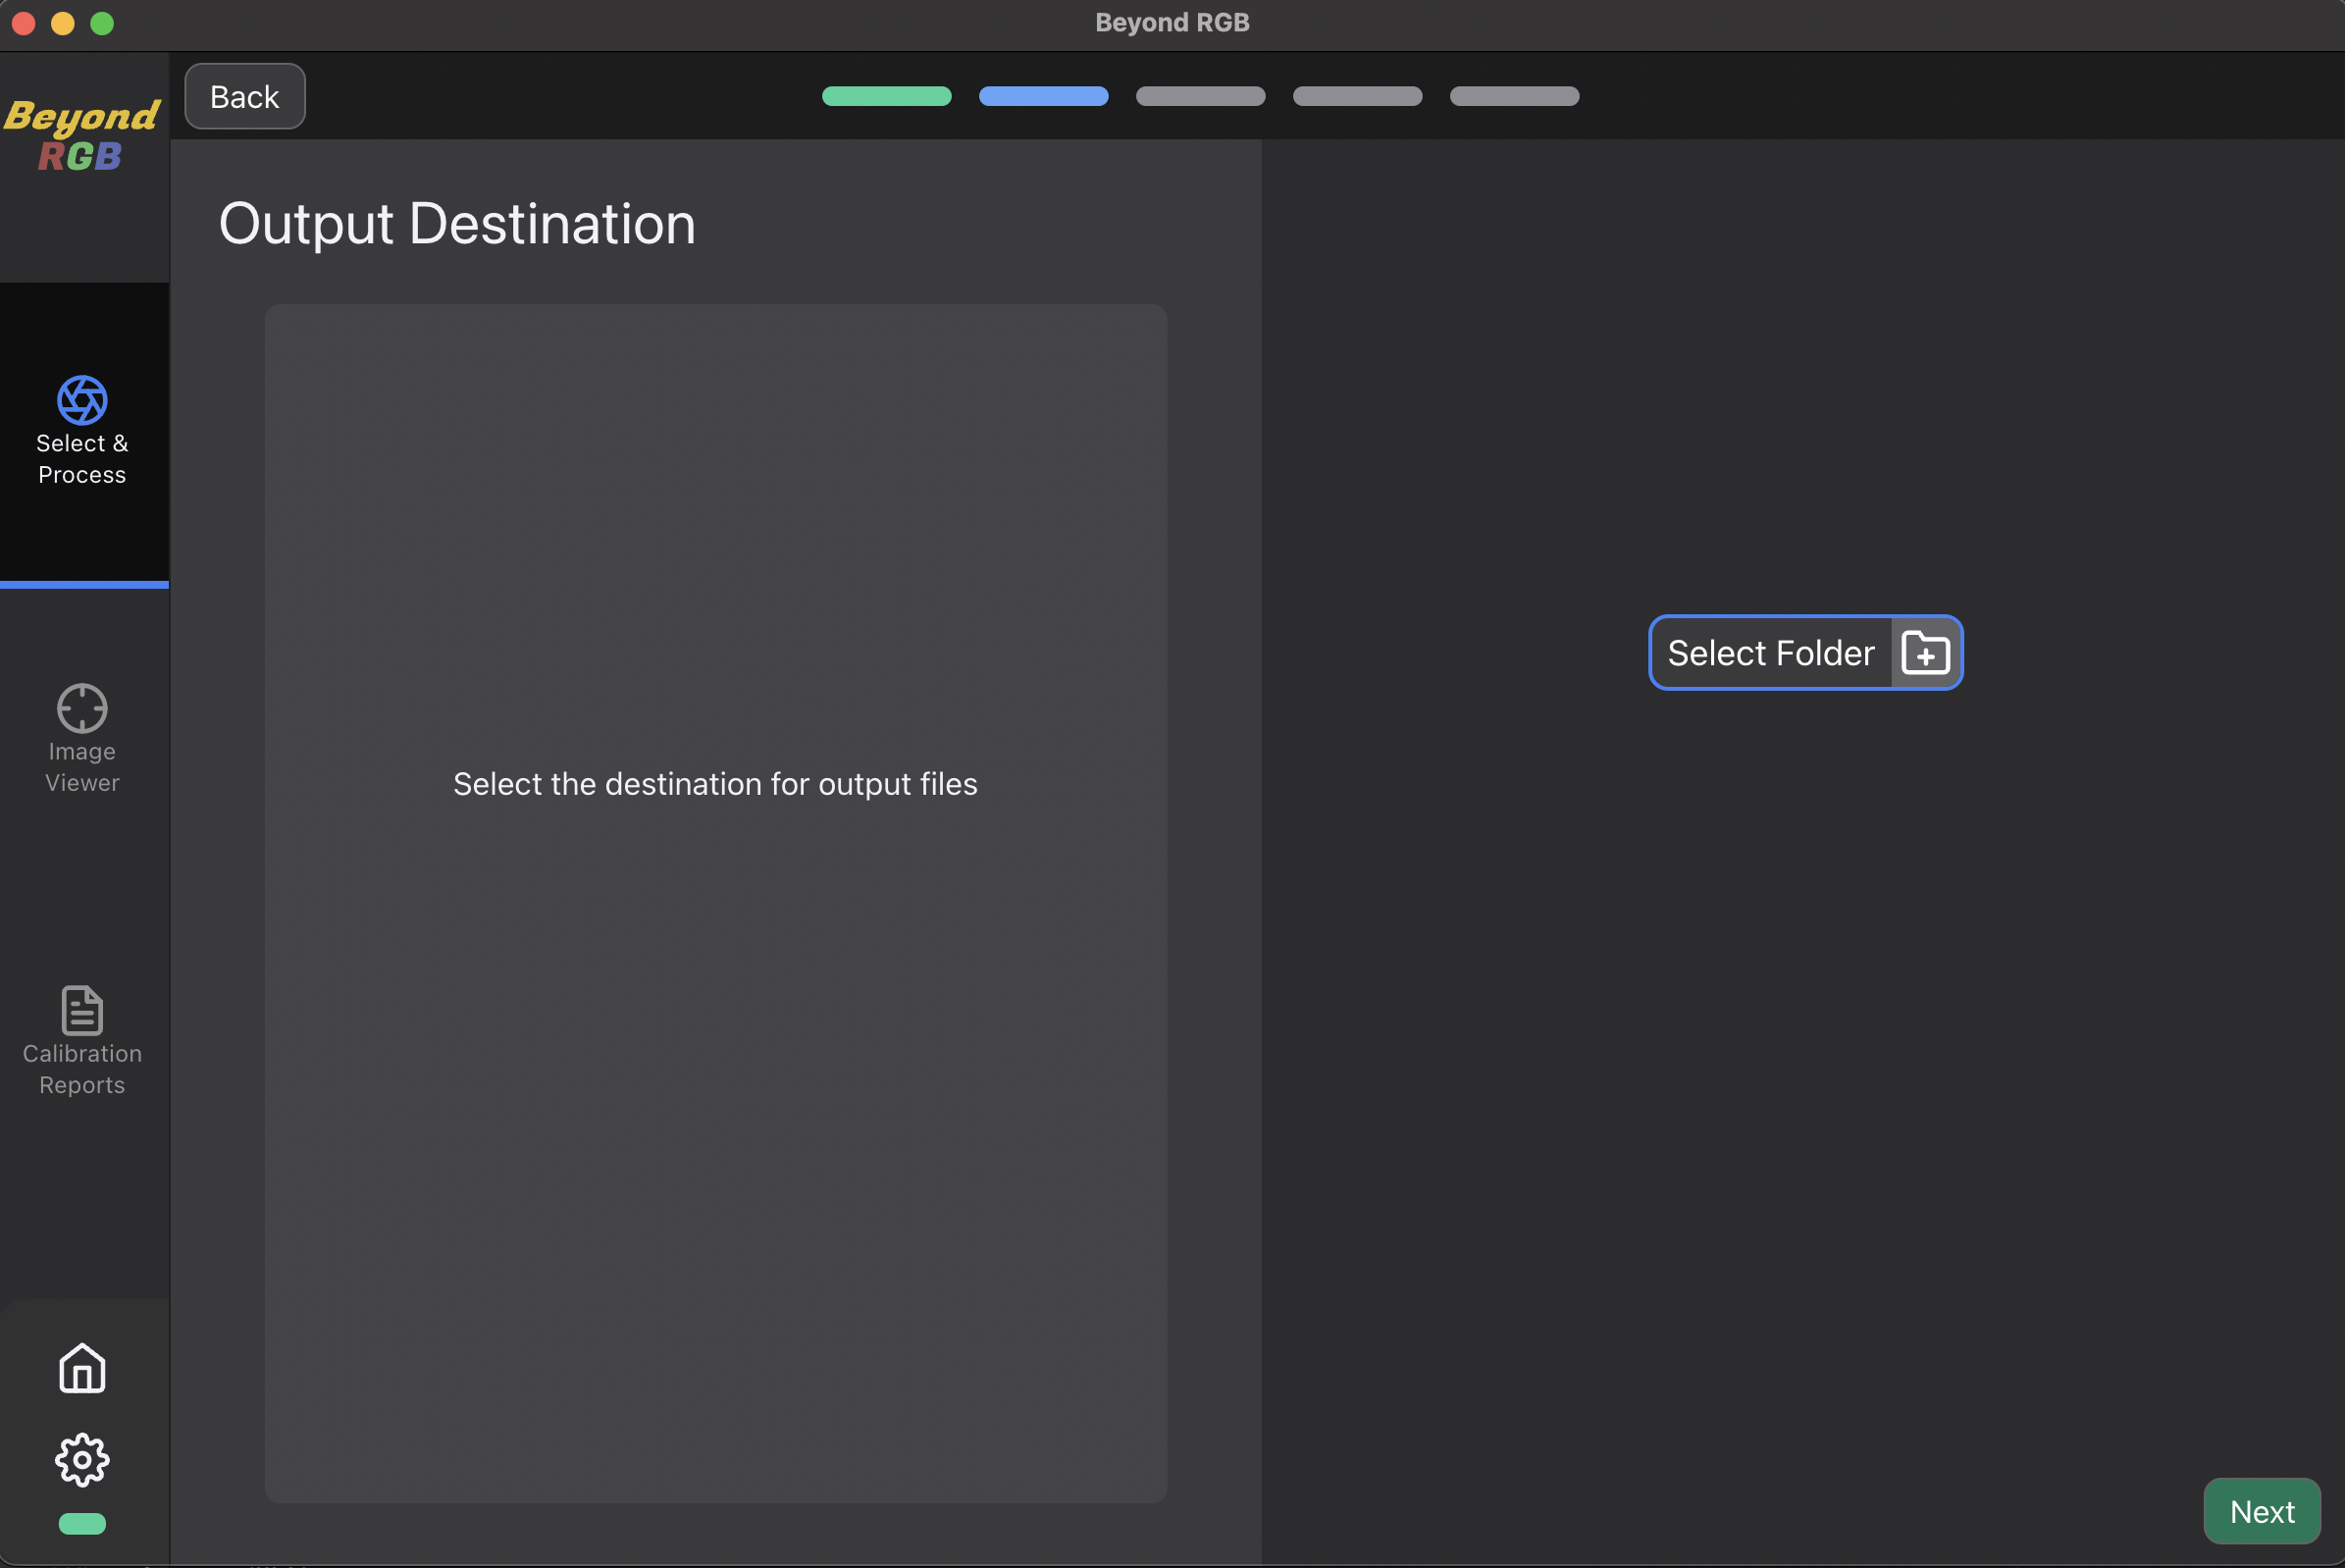 Beyond RGB
Back
Beyond
RGB
Output Destination
Select &
Process
Select Folder
Image
Viewer
Select the destination for output files
Calibration
Reports
Next